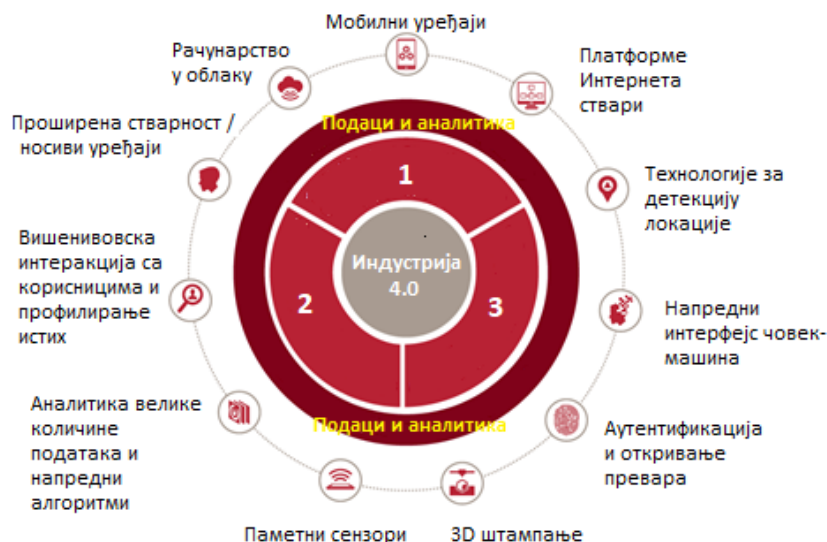 Мобилни уређаји
Рачунарство
у облаку
Платформе
Интернета
ствари
Проширена стварност /
носиви уређаји
Подаци и аналитика
1
Технологије за
детекцију
локације
Вишенивовска
интеракција са
корисницима и
профилирање
истих
Индустрија
4.0
2
3
Напредни
интерфејс човек-
машина
Аналитика велике
количине
података и
напредни
алгоритми
Подаци и аналитика
Аутентификација
и откривање
превара
Паметни сензори
3D штампање